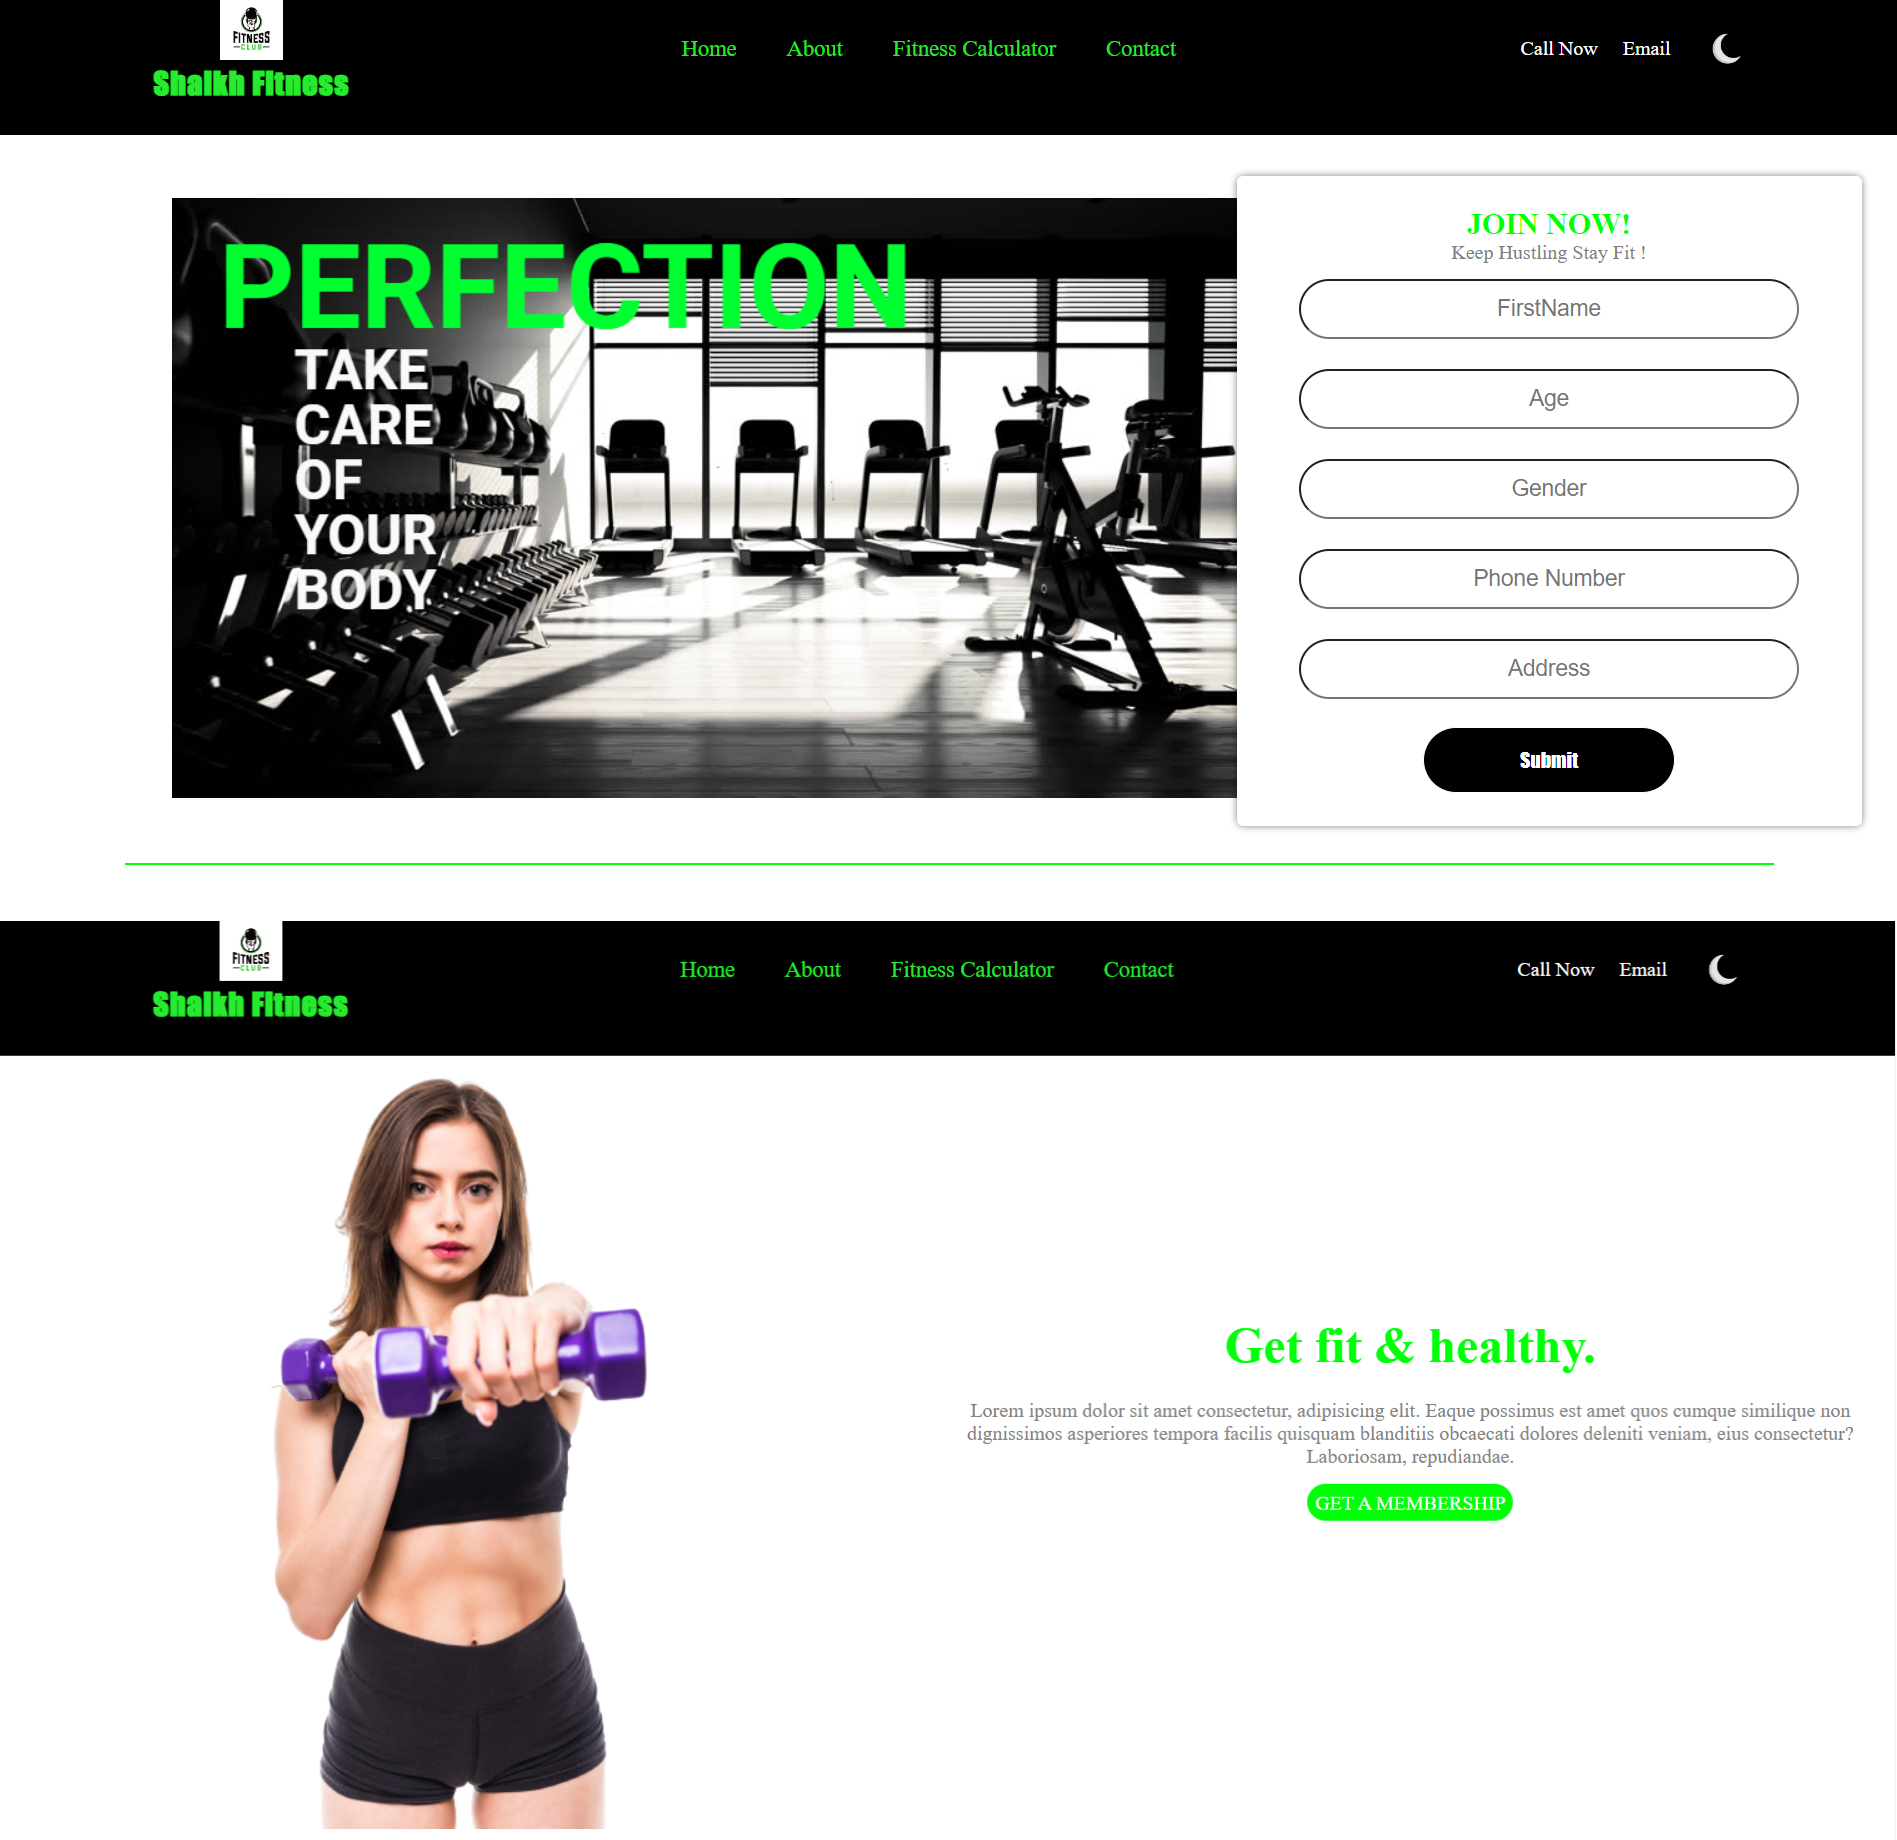 FITNESS
CLUB
Shaikh Fitness
Home
About
Fitness Calculator
Contact
Call Now
Email
PERFECTION
TAKE
CARE
OF
YOUR
BODY
JOIN NOW!
Keep Hustling Stay Fit !
FirstName
Age
Gender
Phone Number
Address
Submit
FITNESS
CLUB
Shaikh Fitness
Home
About
Fitness Calculator
Contact
Call Now
Email
Get fit & healthy.
Lorem ipsum dolor sit amet consectetur, adipisicing elit. Eaque possimus est amet quos cumque similique non
dignissimos asperiores tempora facilis quisquam blanditiis obcaecati dolores deleniti veniam, eius consectetur?
Laboriosam, repudiandae.
GET A MEMBERSHIP